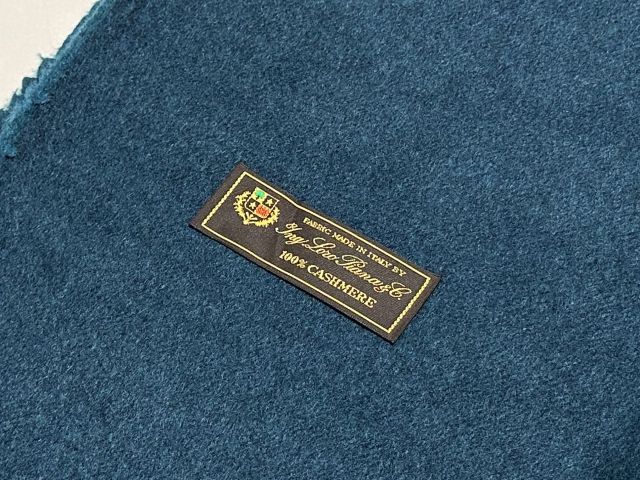 FABRIC MADE IN ITALY BY
Ing. Loro Piana & C.
100% CASHMERE